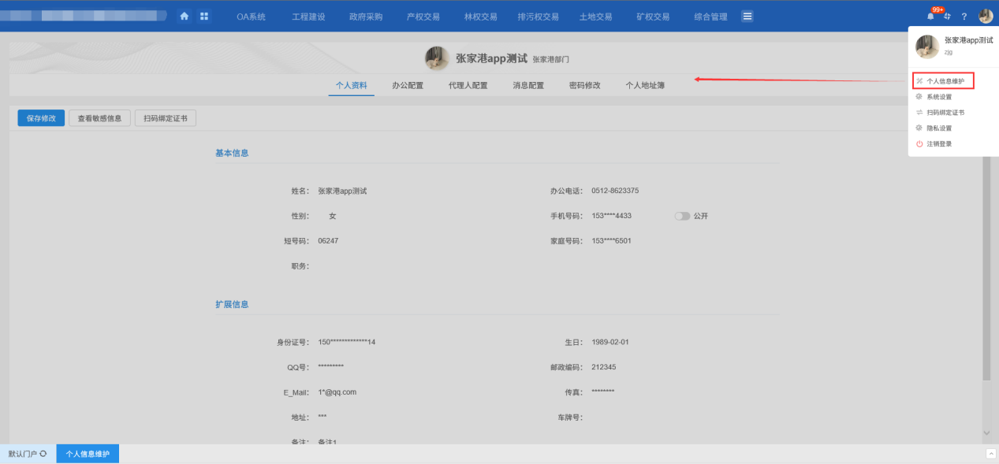 OA系统 工程建设 政府采购 产权交易 林权交易 排污权交易 土地交易 矿权交易 综合管理 99+ ?
张家港app测试
zjg
张家港app测试 张家港部门
个人资料 办公配置 代理人配置 消息配置 密码修改 个人地址簿
个人信息维护
系统设置
扫码绑定证书
隐私设置
注销登录
保存修改 查看敏感信息 扫码绑定证书
基本信息
姓名: 张家港app测试 办公电话: 0512-8623375
性别: 女 手机号码: 153****4433 公开
短号码: 06247 家庭号码: 153****6501
职务:
扩展信息
身份证号: 150*************14 生日: 1989-02-01
QQ号: ********* 邮政编码: 212345
E_Mail: 1*@qq.com 传真: ********
地址: *** 车牌号:
备注: 备注1
默认门户 个人信息维护